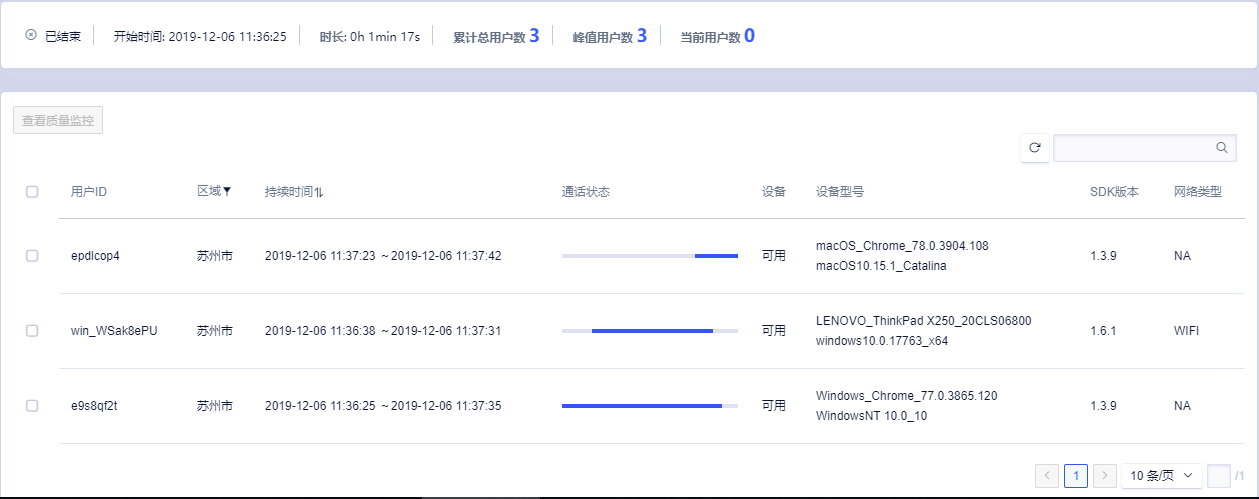 已结束 开始时间: 2019-12-06 11:36:25 时长: 0h 1min 17s 累计总用户数 3 峰值用户数 3 当前用户数 0
查看质量监控
用户ID 区域 持续时间 通话状态 设备 设备型号 SDK版本 网络类型
epdlcop4 苏州市 2019-12-06 11:37:23 ~ 2019-12-06 11:37:42 可用 macOS_Chrome_78.0.3904.108 1.3.9 NA
macOS10.15.1_Catalina
win_WSak8ePU 苏州市 2019-12-06 11:36:38 ~ 2019-12-06 11:37:31 可用 LENOVO_ThinkPad X250_20CLS06800 1.6.1 WIFI
windows10.0.17763_x64
e9s8qf2t 苏州市 2019-12-06 11:36:25 ~ 2019-12-06 11:37:35 可用 Windows_Chrome_77.0.3865.120 1.3.9 NA
WindowsNT 10.0_10
1 10 条/页 /1